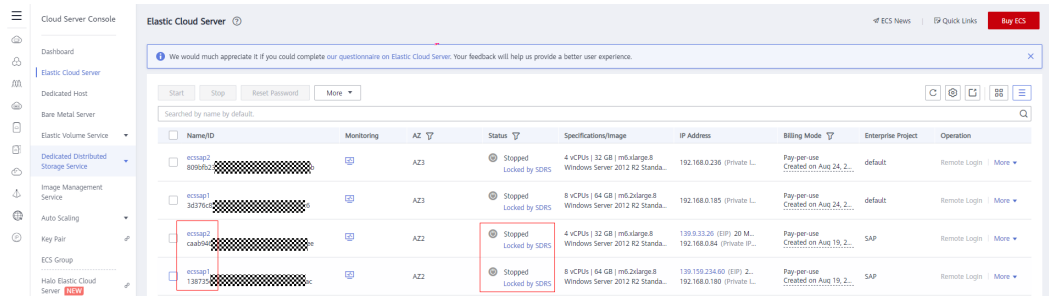 Cloud Server Console
Elastic Cloud Server
ECS News
Quick Links
Buy ECS
We would much appreciate it if you could complete our questionnaire on Elastic Cloud Server. Your feedback will help us provide a better user experience.
Dashboard
Elastic Cloud Server
Dedicated Host
Bare Metal Server
Elastic Volume Service
Dedicated Distributed
Storage Service
Image Management
Service
Auto Scaling
Key Pair
ECS Group
Halo Elastic Cloud
Server NEW
Start Stop Reset Password More
Searched by name by default.
Name/ID Monitoring AZ Status Specifications/Image IP Address Billing Mode Enterprise Project Operation
ecssap2 Stopped 4 vCPUs | 32 GB | m6.xlarge.8 Pay-per-use
809bfb23 b AZ3 Locked by SDRS Windows Server 2012 R2 Standa... 192.168.0.236 (Private I... Created on Aug 24, 2... default Remote Login More
ecssap1 Stopped 8 vCPUs | 64 GB | m6.2xlarge.8 Pay-per-use
3d376c8 6 AZ3 Locked by SDRS Windows Server 2012 R2 Standa... 192.168.0.185 (Private I... Created on Aug 24, 2... default Remote Login More
ecssap2 Stopped 4 vCPUs | 32 GB | m6.xlarge.8 139.9.33.26 (EIP) 20 M... Pay-per-use
caab940 ee AZ2 Locked by SDRS Windows Server 2012 R2 Standa... 192.168.0.84 (Private IP... Created on Aug 19, 2... SAP Remote Login More
ecssap1 Stopped 8 vCPUs | 64 GB | m6.2xlarge.8 139.159.234.60 (EIP) 2... Pay-per-use
138735 ac AZ2 Locked by SDRS Windows Server 2012 R2 Standa... 192.168.0.180 (Private I... Created on Aug 19, 2... SAP Remote Login More